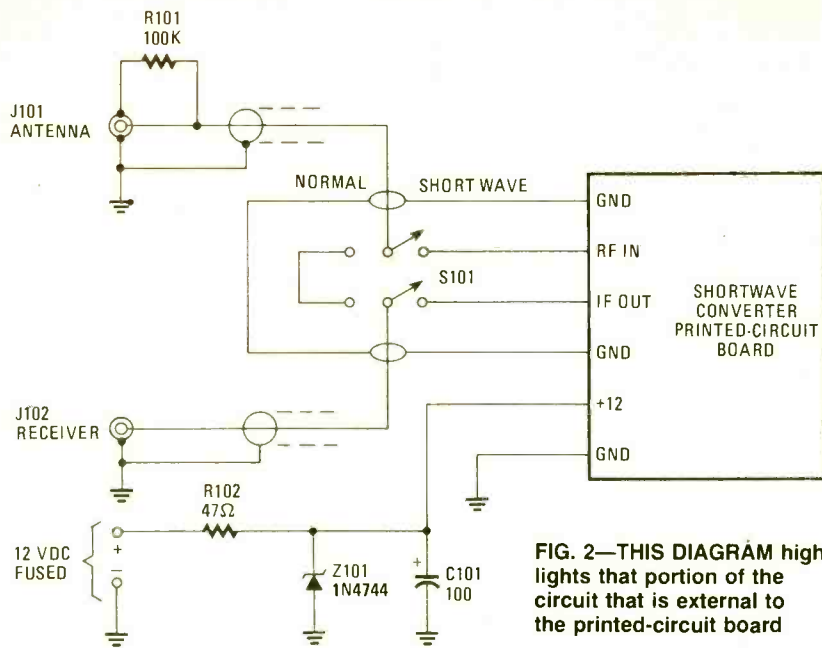 R101
100K
J101
ANTENNA
NORMAL
SHORT WAVE
S101
GND
RF IN
IF OUT
GND
+12
GND
SHORTWAVE
CONVERTER
PRINTED-CIRCUIT
BOARD
J102
RECEIVER
R102
47Ω
12 VDC
FUSED
+
−
Z101
1N4744
+
C101
100
FIG. 2—THIS DIAGRAM high
lights that portion of the
circuit that is external to
the printed-circuit board